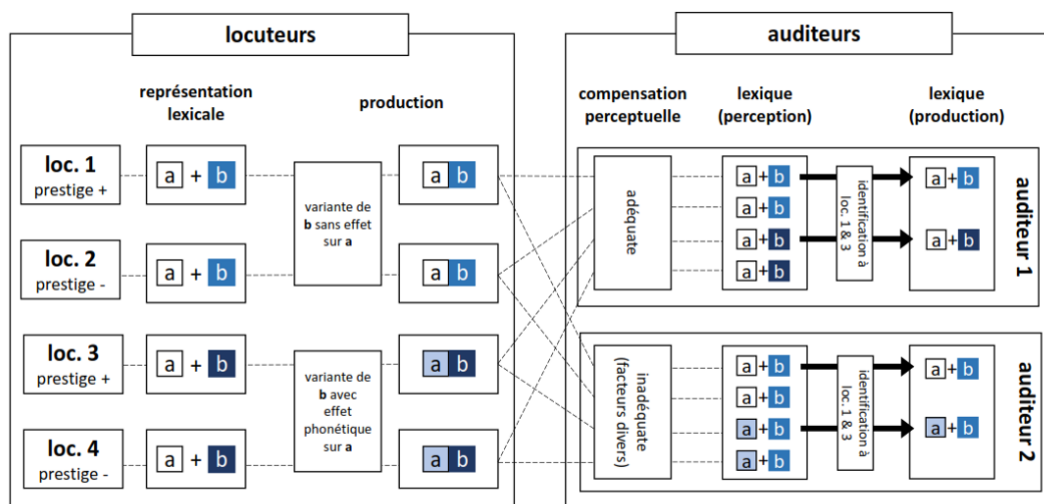 locuteurs
auditeurs
représentation
lexicale
production
compensation
perceptuelle
lexique
(perception)
lexique
(production)
loc. 1
prestige +
a + b
variante de
b sans effet
sur a
a b
loc. 2
prestige -
a + b
a b
loc. 3
prestige +
a + b
variante de
b avec
effet
phonétique
sur a
a b
loc. 4
prestige -
a + b
a b
adéquate
a + b
a + b
a + b
a + b
identification à
loc. 1 & 3
a + b
a + b
auditeur 1
inadéquate
(facteurs divers)
a + b
a + b
a + b
a + b
identification à
loc. 1 & 3
a + b
a + b
auditeur 2